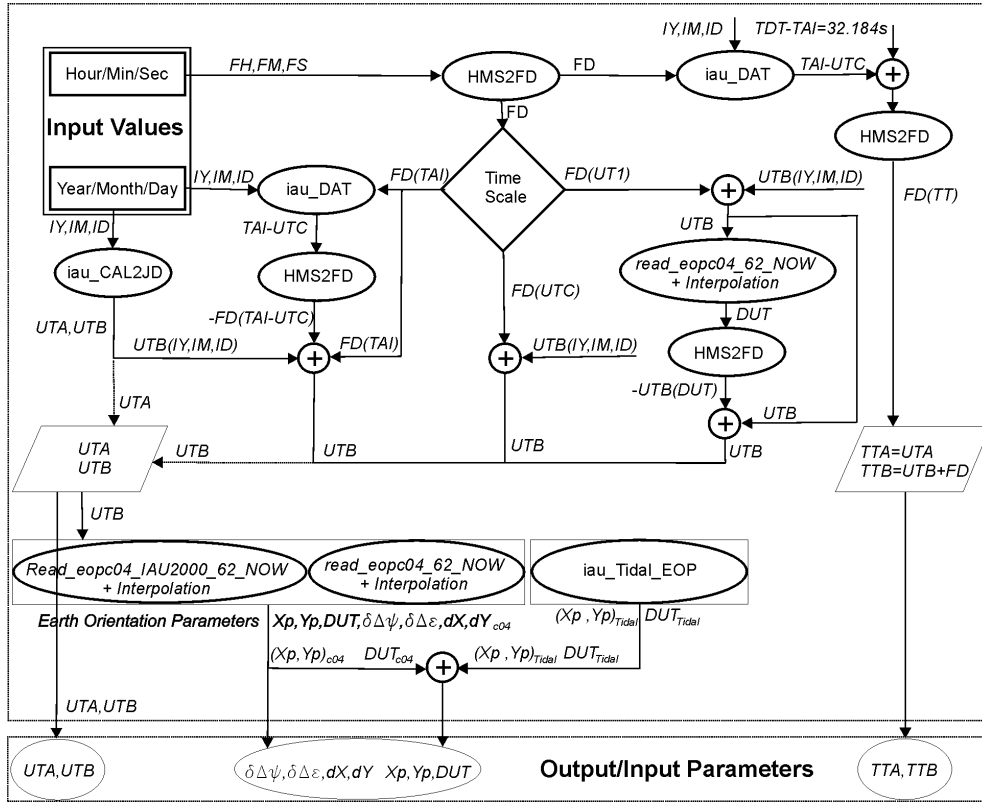 IY,IM,ID
TDT-TAI=32.184s
Hour/Min/Sec
FH,FM,FS
HMS2FD
FD
iau_DAT
TAI-UTC
+
FD
HMS2FD
Input Values
Year/Month/Day
IY,IM,ID
iau_DAT
FD(TAI)
Time
Scale
FD(UT1)
+
UTB(IY,IM,ID)
FD(TT)
IY,IM,ID
TAI-UTC
UTB
iau_CAL2JD
HMS2FD
read_eopc04_62_NOW
+ Interpolation
FD(UTC)
UTA,UTB
-FD(TAI-UTC)
DUT
UTB(IY,IM,ID)
+
FD(TAI)
+
UTB(IY,IM,ID)
HMS2FD
-UTB(DUT)
UTA
+
UTB
UTA
UTB
UTB
UTB
UTB
UTB
TTA=UTA
TTB=UTB+FD
UTB
Read_eopc04_IAU2000_62_NOW
+ Interpolation
read_eopc04_62_NOW
+ Interpolation
iau_Tidal_EOP
Earth Orientation Parameters
Xp,Yp,DUT,δΔψ,δΔε,dX,dY c04
(Xp ,Yp)Tidal DUTTidal
(Xp,Yp)c04 DUTc04
+
(Xp ,Yp)Tidal DUTTidal
UTA,UTB
UTA,UTB
δΔψ,δΔε,dX,dY Xp,Yp,DUT
Output/Input Parameters
TTA,TTB